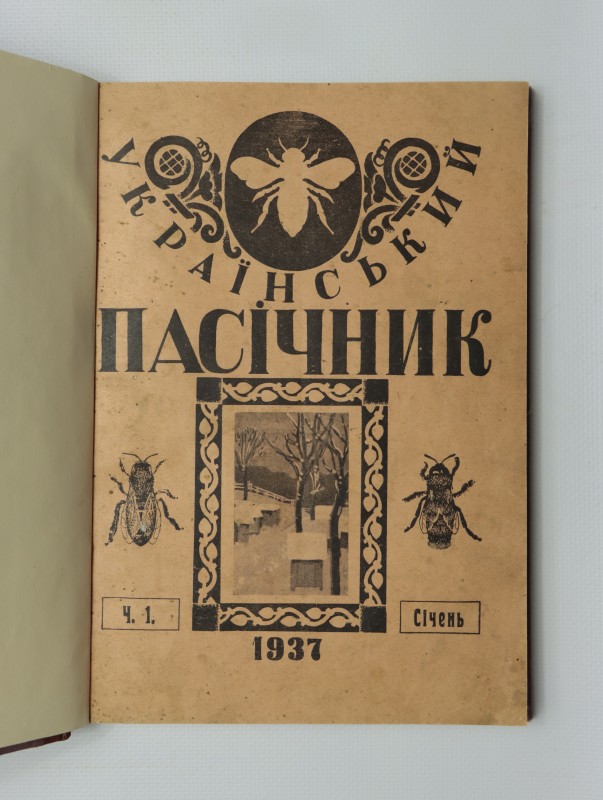 УКРАЇНСЬКИЙ
ПАСІЧНИК
Ч. 1.
Січень
1937